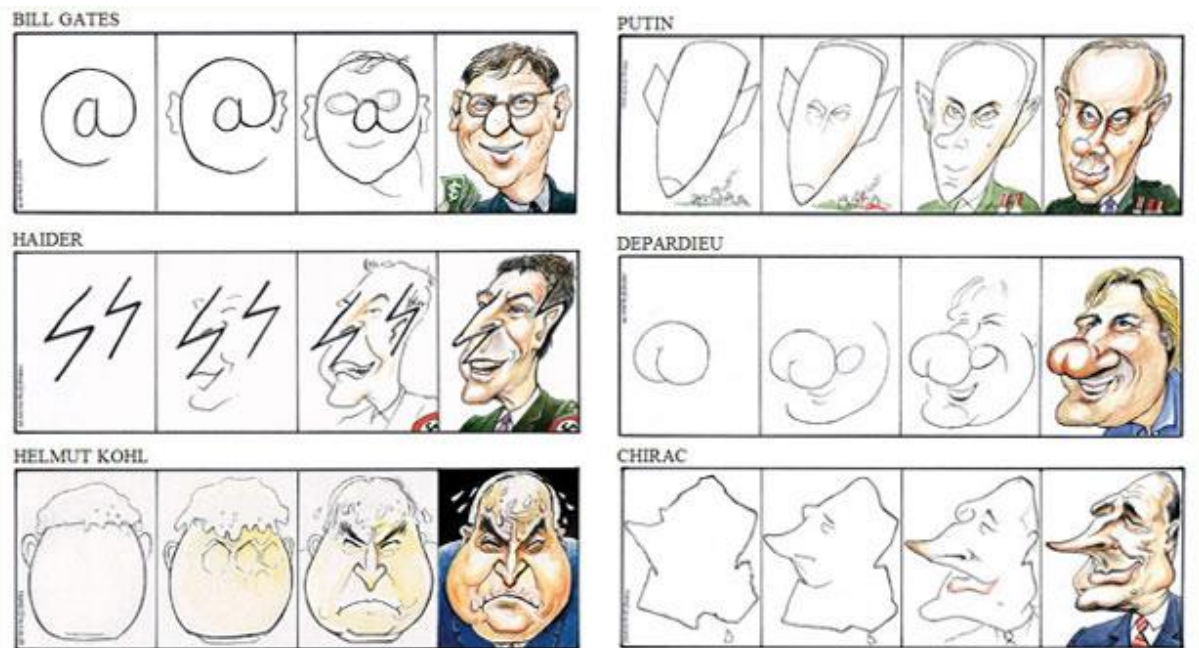 BILL GATES
@
@
a
$
HAIDER
HELMUT KOHL
PUTIN
DEPARDIEU
CHIRAC